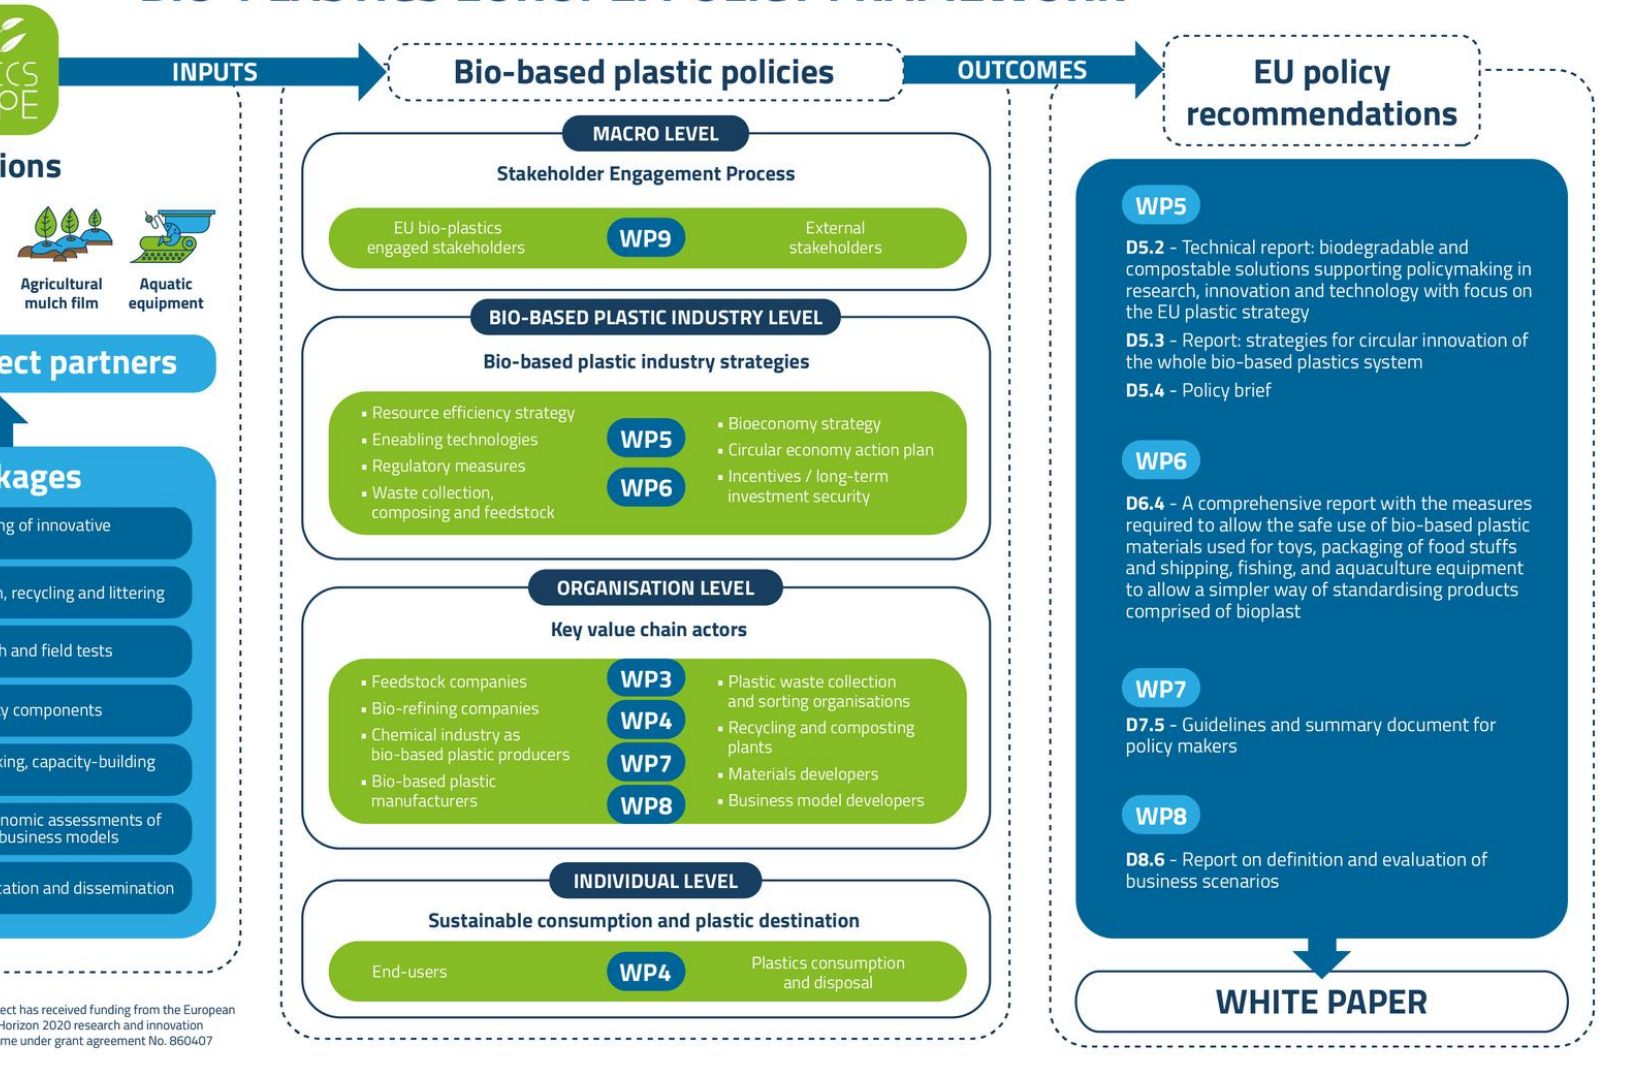 INPUTS
ions
Agricultural
mulch film
Aquatic
equipment
ect partners
kages
ng of innovative
n, recycling and littering
h and field tests
ty components
king, capacity-building
nomic assessments of
business models
cation and dissemination
ect has received funding from the European
Horizon 2020 research and innovation
me under grant agreement No. 860407
Bio-based plastic policies
MACRO LEVEL
Stakeholder Engagement Process
EU bio-plastics
engaged stakeholders
WP9
External
stakeholders
BIO-BASED PLASTIC INDUSTRY LEVEL
Bio-based plastic industry strategies
▪ Resource efficiency strategy
▪ Eneabling technologies
▪ Regulatory measures
▪ Waste collection,
composing and feedstock
WP5
WP6
▪ Bioeconomy strategy
▪ Circular economy action plan
▪ Incentives / long-term
investment security
ORGANISATION LEVEL
Key value chain actors
▪ Feedstock companies
▪ Bio-refining companies
▪ Chemical industry as
bio-based plastic producers
▪ Bio-based plastic
manufacturers
WP3
WP4
WP7
WP8
▪ Plastic waste collection
and sorting organisations
▪ Recycling and composting
plants
▪ Materials developers
▪ Business model developers
INDIVIDUAL LEVEL
Sustainable consumption and plastic destination
End-users
WP4
Plastics consumption
and disposal
OUTCOMES
EU policy
recommendations
WP5
D5.2 - Technical report: biodegradable and
compostable solutions supporting policymaking in
research, innovation and technology with focus on
the EU plastic strategy
D5.3 - Report: strategies for circular innovation of
the whole bio-based plastics system
D5.4 - Policy brief
WP6
D6.4 - A comprehensive report with the measures
required to allow the safe use of bio-based plastic
materials used for toys, packaging of food stuffs
and shipping, fishing, and aquaculture equipment
to allow a simpler way of standardising products
comprised of bioplast
WP7
D7.5 - Guidelines and summary document for
policy makers
WP8
D8.6 - Report on definition and evaluation of
business scenarios
WHITE PAPER